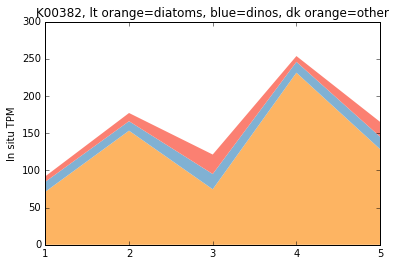 K00382, lt orange=diatoms, blue=dinos, dk orange=other
In situ TPM
300
250
200
150
100
50
0
1 2 3 4 5